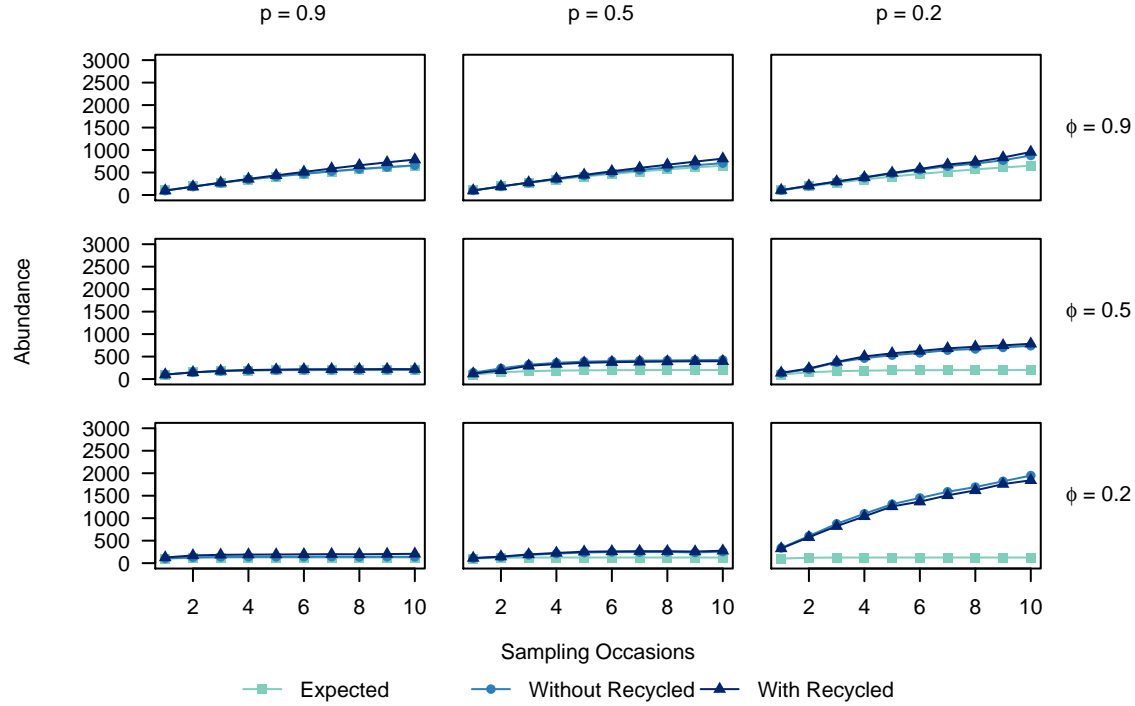 p = 0.9 p = 0.5 p = 0.2
3000
2500
2000
1500
1000
500
0
ϕ = 0.9
3000
2500
2000
1500
1000
500
0
ϕ = 0.5
Abundance
3000
2500
2000
1500
1000
500
0
ϕ = 0.2
2 4 6 8 10 2 4 6 8 10 2 4 6 8 10
Sampling Occasions
Expected Without Recycled With Recycled